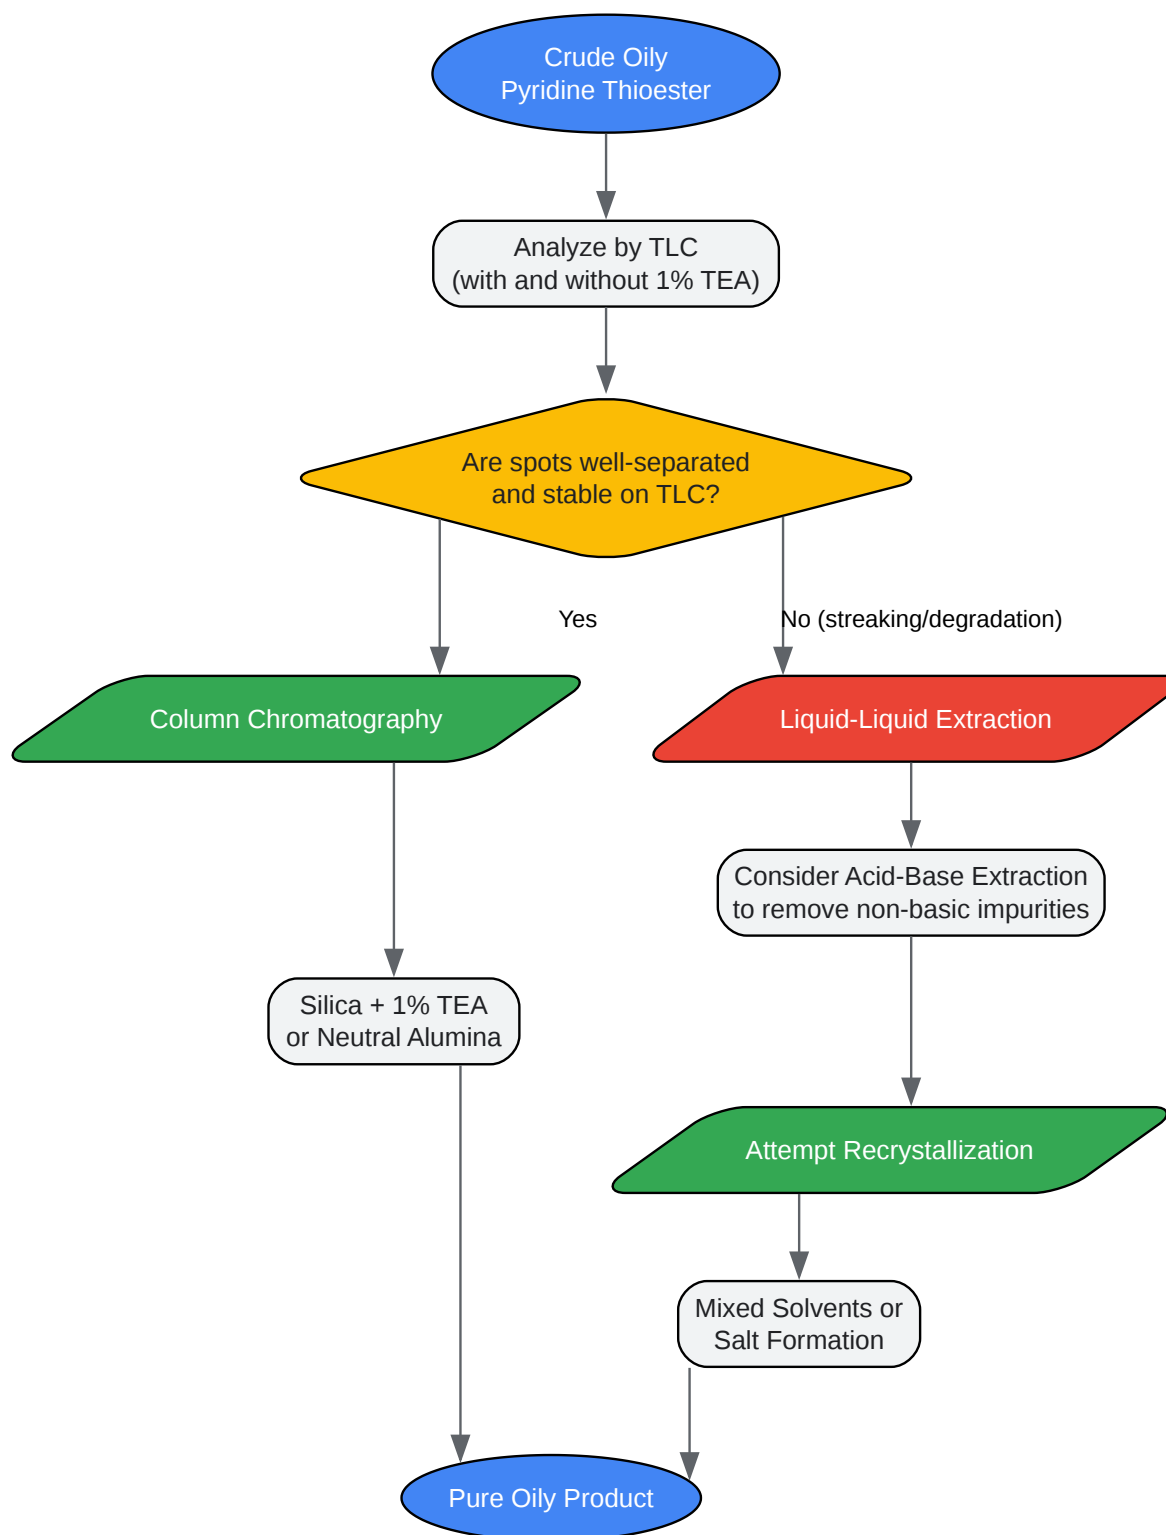 Crude Oily
Pyridine Thioester
Analyze by TLC
(with and without 1% TEA)
Are spots well-separated
and stable on TLC?
Yes
No (streaking/degradation)
Column Chromatography
Liquid-Liquid Extraction
Consider Acid-Base Extraction
to remove non-basic impurities
Silica + 1% TEA
or Neutral Alumina
Attempt Recrystallization
Mixed Solvents or
Salt Formation
Pure Oily Product